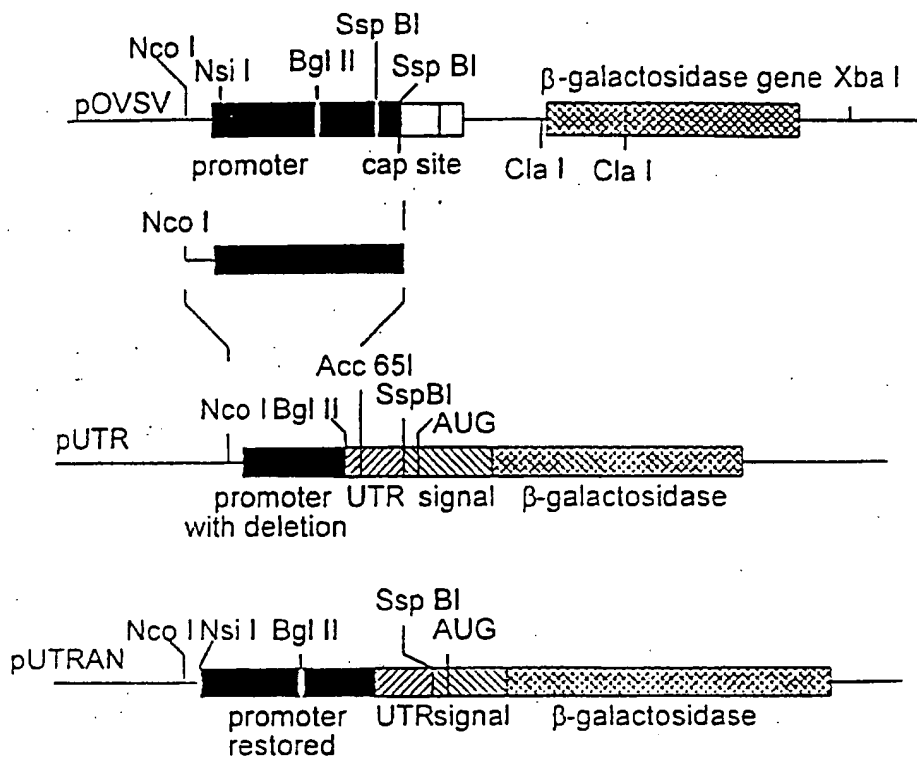 Ssp BI
Nco I
Nsi I
Bgl II
Ssp BI
β-galactosidase gene Xba I
pOVSV
promoter
cap site
Cla I
Cla I
Nco I
Acc 65I
SspBI
Nco I Bgl II
AUG
pUTR
promoter
with deletion
UTR signal
β-galactosidase
Ssp BI
Nco I Nsi I Bgl II
AUG
pUTRAN
promoter
restored
UTRsignal
β-galactosidase